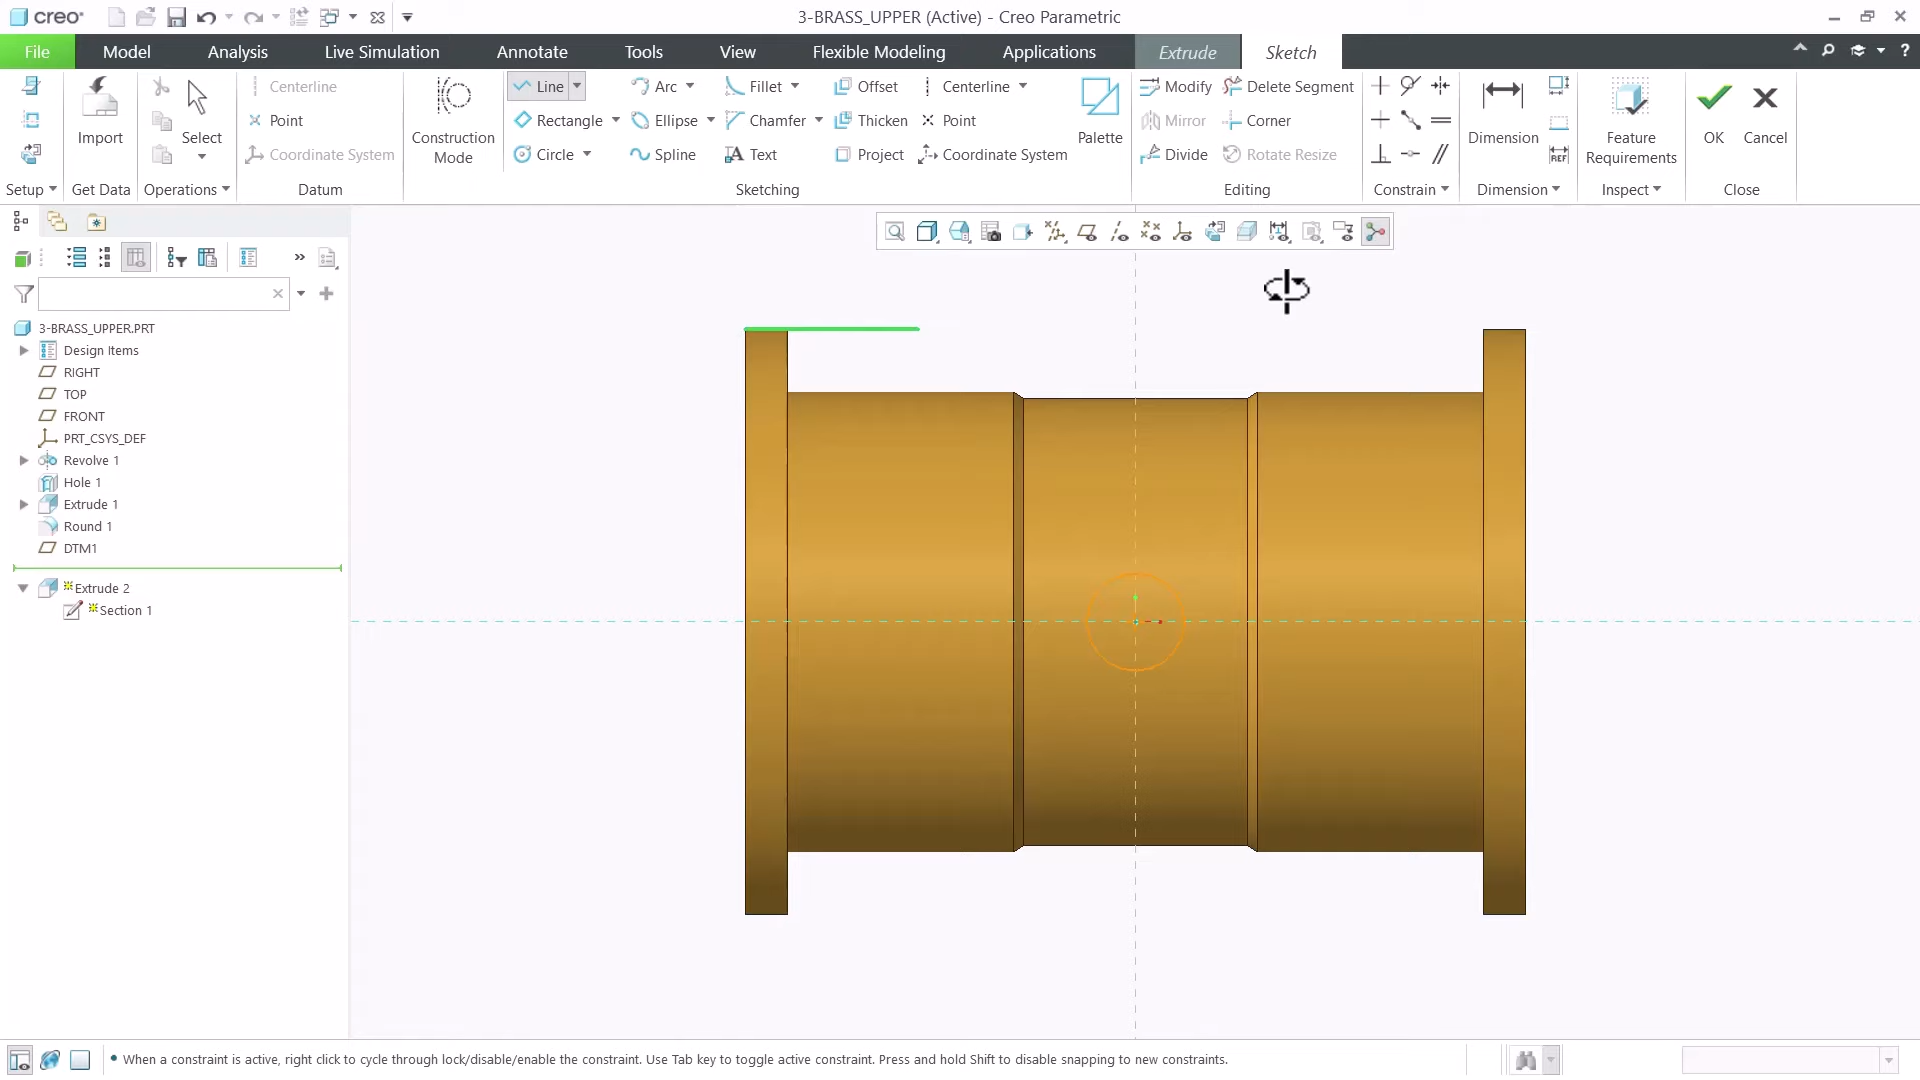 creo°
3-BRASS_UPPER (Active) - Creo Parametric
File Model Analysis Live Simulation Annotate Tools View Flexible Modeling Applications Extrude Sketch
Import
Select
Centerline
Point
Coordinate System
Construction
Mode
Line Arc Fillet Offset Centerline
Rectangle Ellipse Chamfer Thicken Point
Circle Spline Text Project Coordinate System
Palette
Modify Delete Segment
Mirror Corner
Divide Rotate Resize
Dimension
REF
Feature
Requirements
OK
Cancel
Setup Get Data Operations Datum Sketching Editing Constrain Dimension Inspect Close
3-BRASS_UPPER.PRT
Design Items
RIGHT
TOP
FRONT
PRT_CSYS_DEF
Revolve 1
Hole 1
Extrude 1
Round 1
DTM1
Extrude 2
Section 1
• When a constraint is active, right click to cycle through lock/disable/enable the constraint. Use Tab key to toggle active constraint. Press and hold Shift to disable snapping to new constraints.